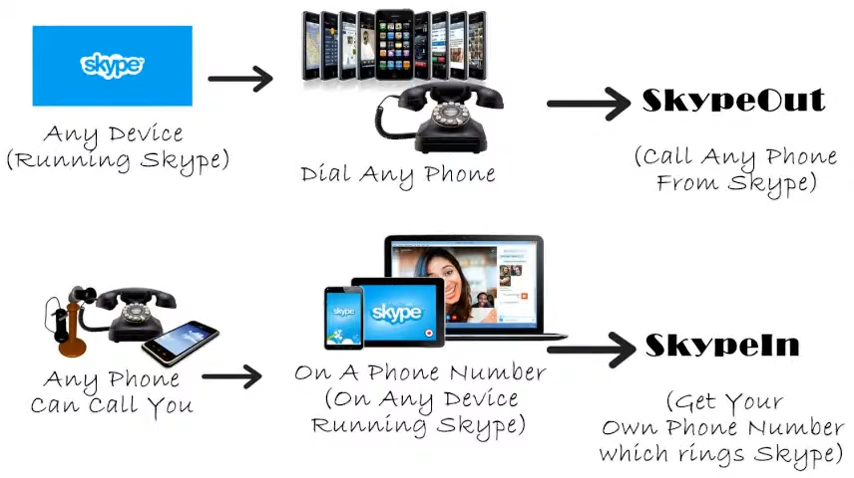 skype
Any Device
(Running Skype)
Dial Any Phone
SkypeOut
(Call Any Phone
From Skype)
Any Phone
Can Call You
skype
On A Phone Number
(On Any Device
Running Skype)
SkypeIn
(Get Your
Own Phone Number
which rings Skype)